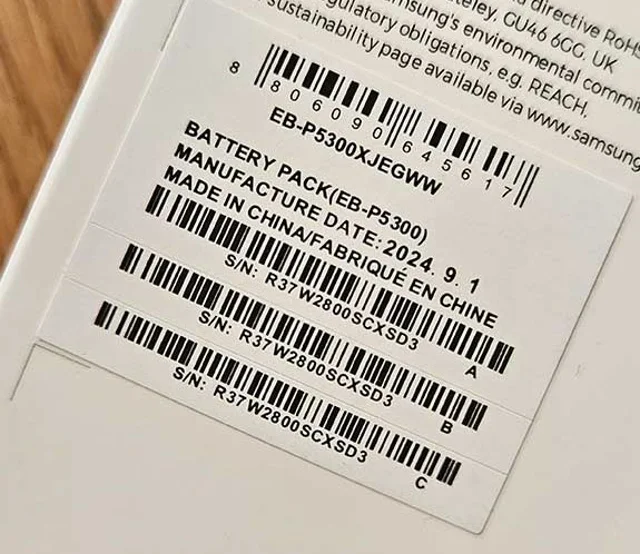 directive RoHS
eley, GU46 6GG, UK
gulatory obligations, e.g. REACH,
sung's environmental commi
sustainability page available via www.samsung
8 806090 645617
EB-P5300XJEGWW
BATTERY PACK(EB-P5300)
MANUFACTURE DATE: 2024. 9. 1
MADE IN CHINA/FABRIQUÉ EN CHINE
S/N: R37W2800SCXSD3
A
S/N: R37W2800SCXSD3
B
S/N: R37W2800SCXSD3
C